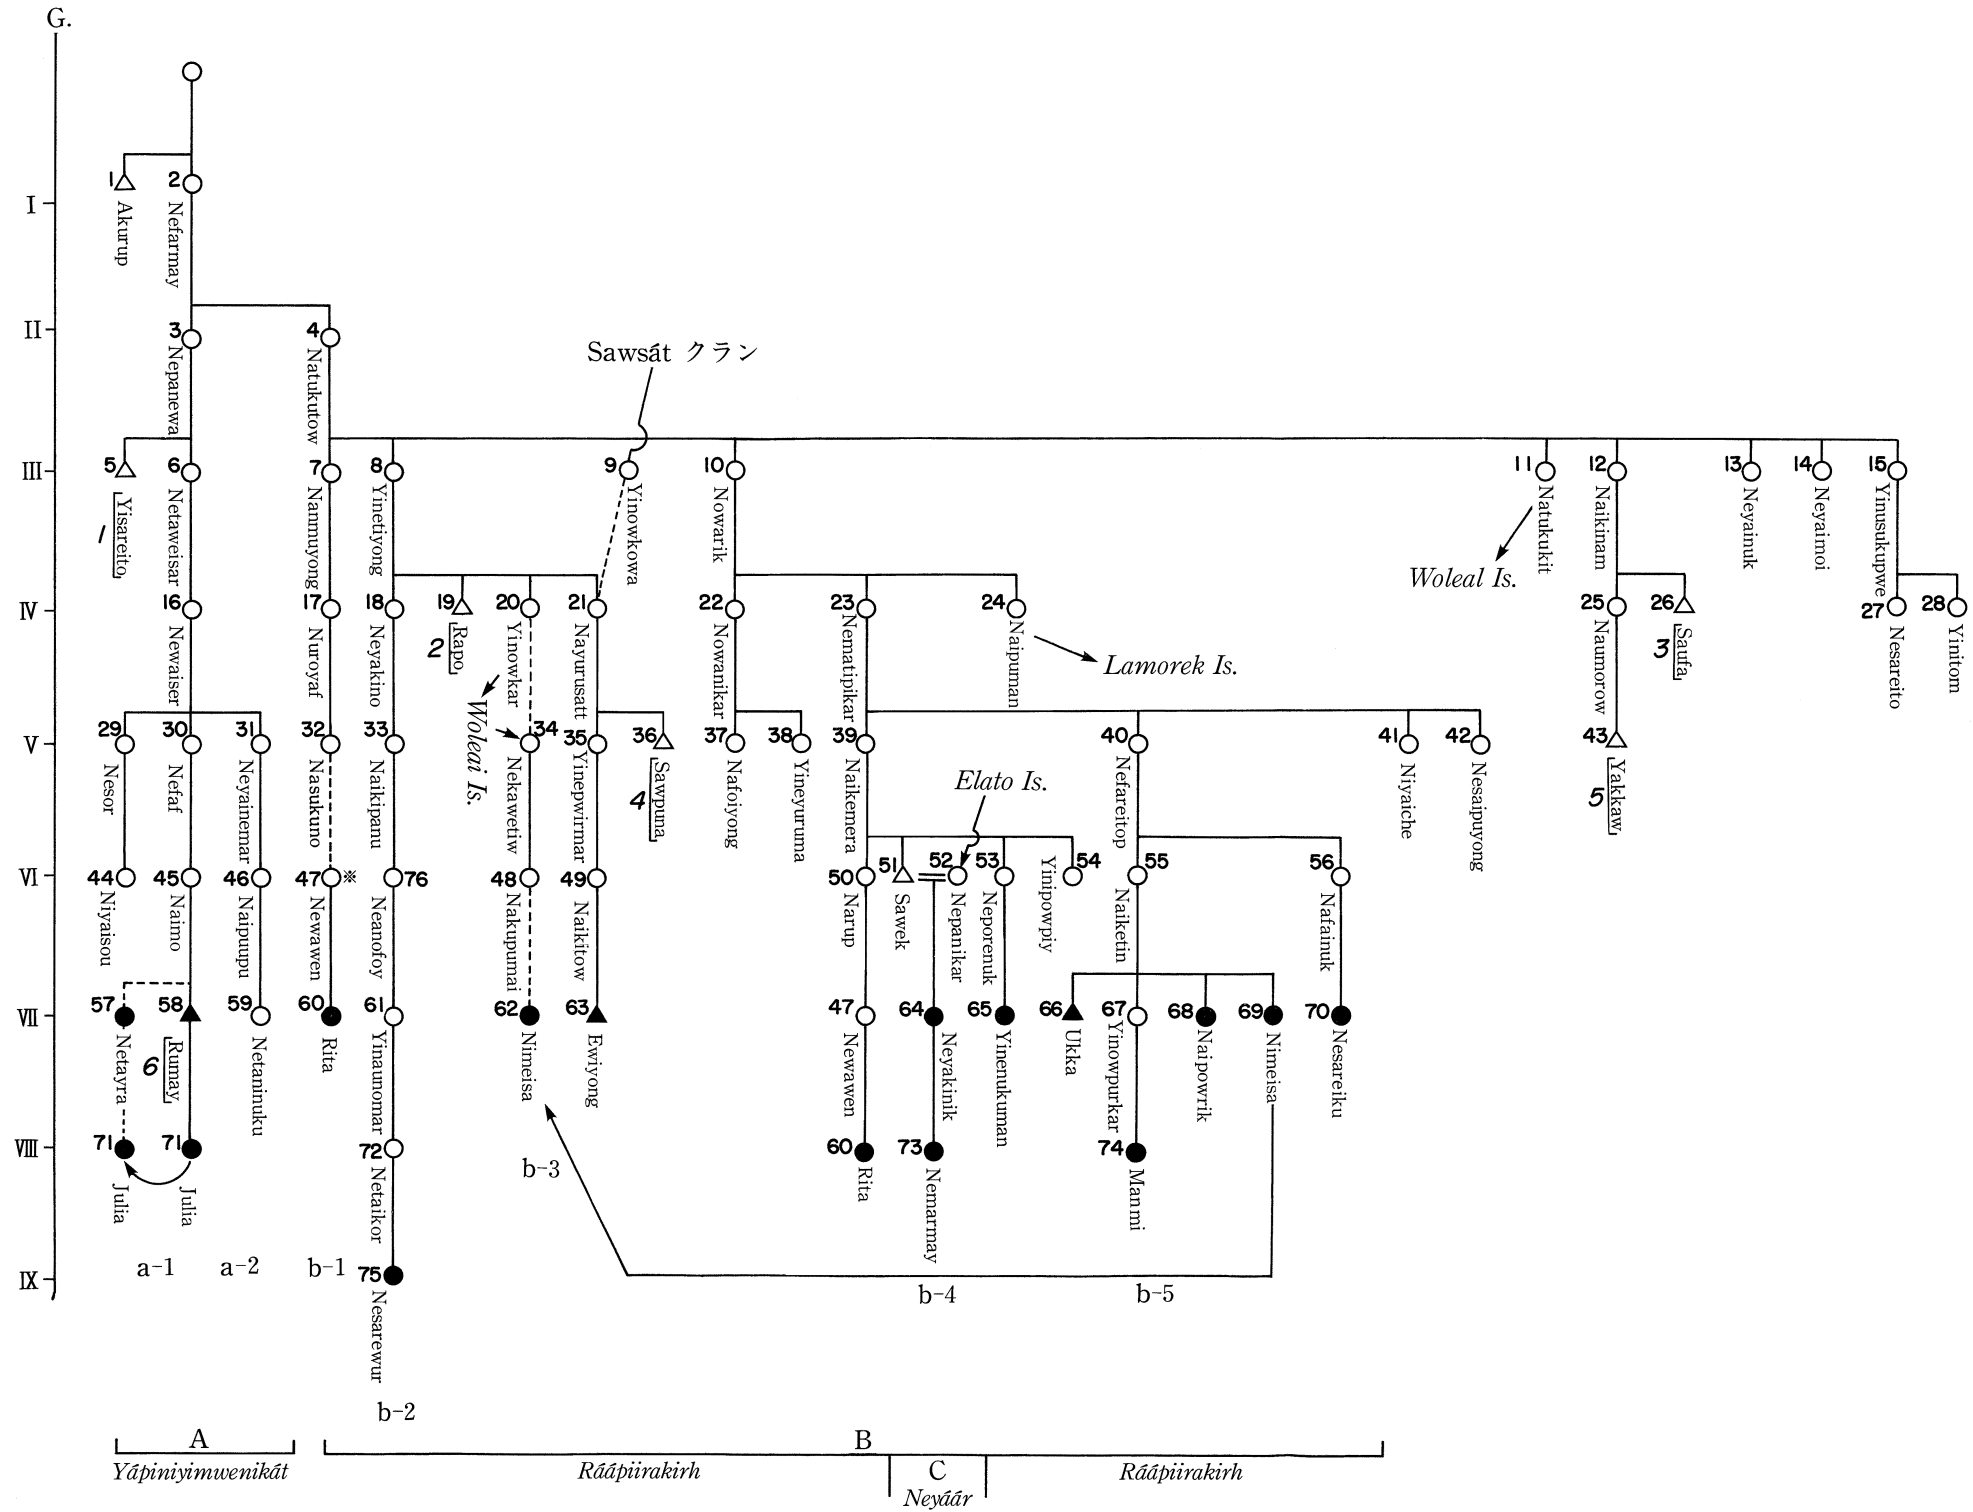 G.
I
1
Akurup
2
Nefarmay
II
3
Nepanewa
4
Natukutow
Sawsát クラン
III
5
Yisareito
1
6
Netaweisar
7
Nanmuyong
8
Yinetiyong
9
Yinowkowa
10
Nowarik
11
Natukukit
Woleal Is.
12
Naikinam
13
Neyainuk
14
Neyaimoi
15
Yinusukupwe
IV
16
Newaiser
17
Nuroyaf
18
Neyakino
19
Rapo
2
20
Yinowkar
Woleai Is.
21
Nayurusatt
22
Nowanikar
23
Nematipikar
24
Naipuman
Lamorek Is.
25
Naumorow
26
Saufa
3
27
Nesareito
28
Yinitom
V
29
Nesor
30
Nefaf
31
Neyainemar
32
Nasukuno
33
Naikipanu
34
Nekawetiw
35
Yinepwirmar
36
Sawpuna
4
37
Nafoiyong
38
Yineyuruma
39
Naikemera
40
Nefareitop
41
Niyaiche
42
Nesaipuyong
43
Yakkaw
5
Elato Is.
VI
44
Niyaisou
45
Naimo
46
Naipuupu
47※
Newawen
76
Neanofoy
48
Nakupumai
49
Naikitow
50
Narup
51
Sawek
52
Nepanikar
53
Neporenuk
54
Yinipowpiy
55
Naiketin
56
Nafainuk
VII
57
Netayra
58
Rumay
6
59
Netaninuku
60
Rita
61
Yinaunomar
62
Nimeisa
63
Ewiyong
47
Newawen
64
Neyakinik
65
Yinenukuman
66
Ukka
67
Yinowpurkar
68
Naipowrik
69
Nimeisa
70
Nesareiku
VIII
71
Julia
71
Julia
72
Netaikor
b-3
60
Rita
73
Nemarmay
74
Manmi
IX
a-1
a-2
b-1
75
Nesarewur
b-4
b-5
b-2
A
B
Yápiniyimwenikát
Ráápiirakirh
C
Neyáár
Ráápiirakirh